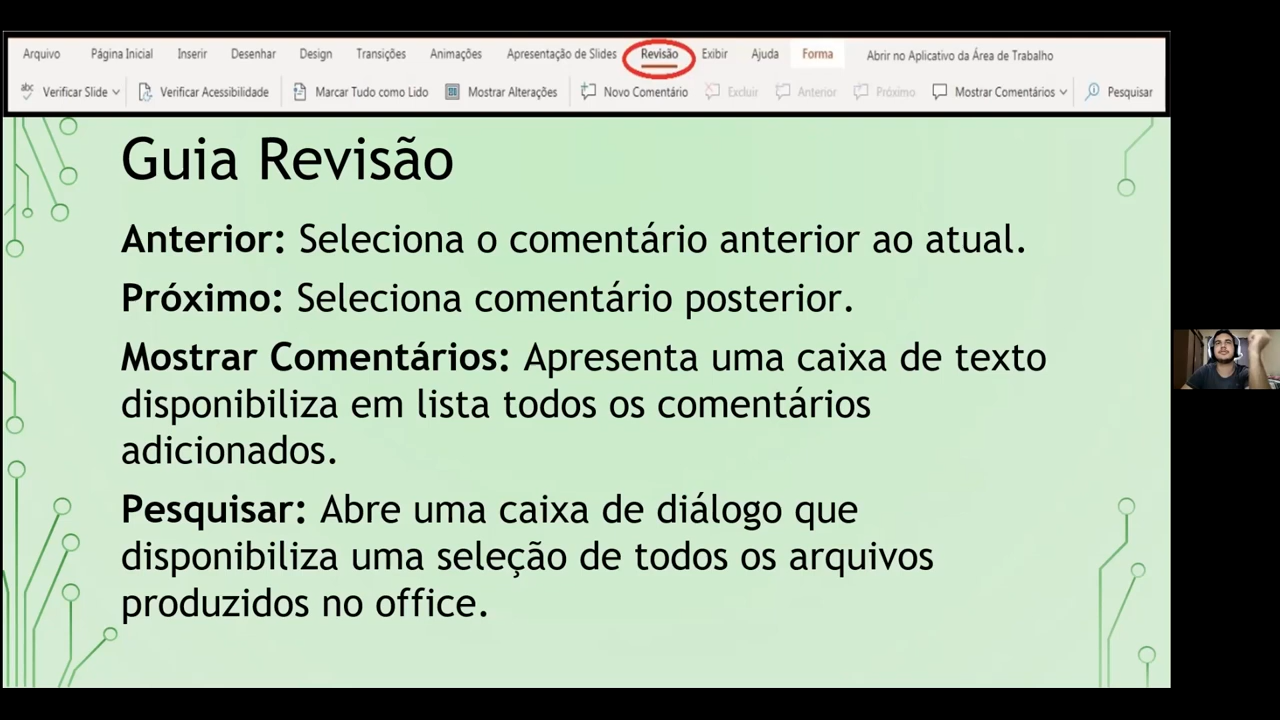 Arquivo Página Inicial Inserir Desenhar Design Transições Animações Apresentação de Slides Revisão Exibir Ajuda Forma Abrir no Aplicativo da Área de Trabalho
abc Verificar Slide Verificar Acessibilidade Marcar Tudo como Lido Mostrar Alterações Novo Comentário Excluir Anterior Próximo Mostrar Comentários Pesquisar
Guia Revisão
Anterior: Seleciona o comentário anterior ao atual.
Próximo: Seleciona comentário posterior.
Mostrar Comentários: Apresenta uma caixa de texto
disponibiliza em lista todos os comentários
adicionados.
Pesquisar: Abre uma caixa de diálogo que
disponibiliza uma seleção de todos os arquivos
produzidos no office.